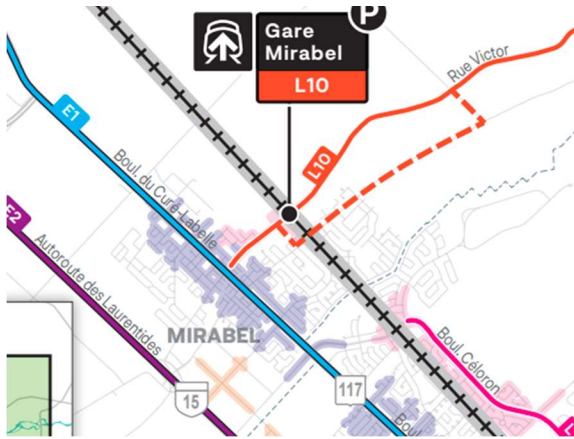 P
Gare
Mirabel
L10
Rue Victor
E1
L10
Boul. du Curé-Labelle
E2
Autoroute des Laurentides
MIRABEL
Boul. Céloron
15
117
Boul